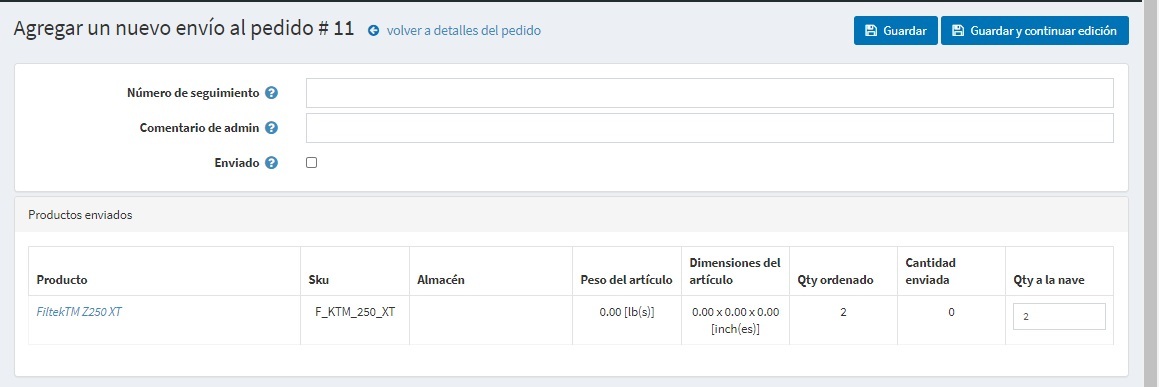 Agregar un nuevo envío al pedido # 11 volver a detalles del pedido Guardar Guardar y continuar edición
Número de seguimiento
Comentario de admin
Enviado
Productos enviados
Producto Sku Almacén Peso del artículo Dimensiones del artículo Qty ordenado Cantidad enviada Qty a la nave
FiltekTM Z250 XT F_KTM_250_XT 0.00 [lb(s)] 0.00 x 0.00 x 0.00 [inch(es)] 2 0 2